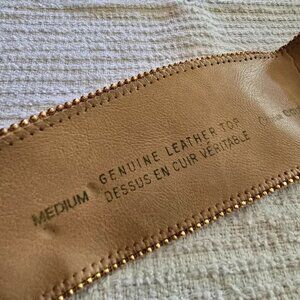 MEDIUM
GENUINE LEATHER TOP
DESSUS EN CUIR VÉRITABLE